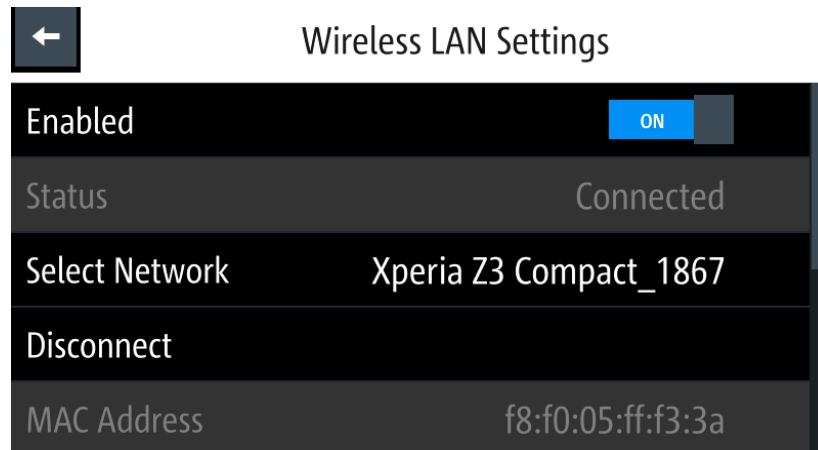 Wireless LAN Settings
Enabled ON
Status Connected
Select Network Xperia Z3 Compact_1867
Disconnect
MAC Address f8:f0:05:ff:f3:3a